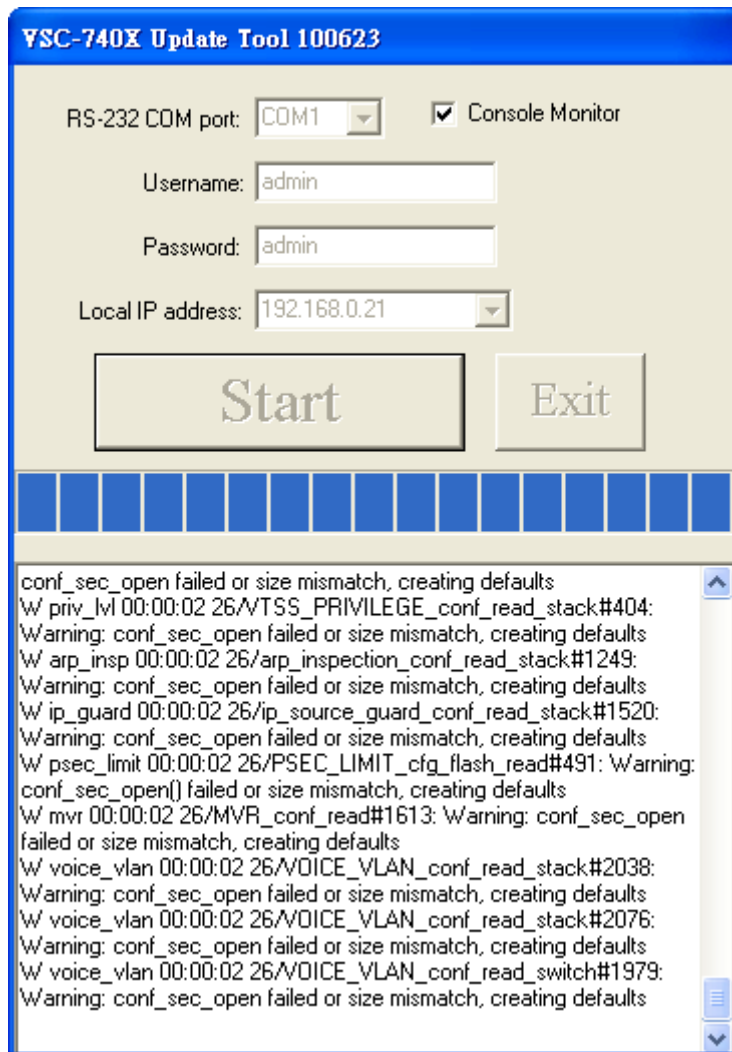 VSC-740X Update Tool 100623
RS-232 COM port: COM1 Console Monitor
Username: admin
Password: admin
Local IP address: 192.168.0.21
Start Exit
conf_sec_open failed or size mismatch, creating defaults
W priv_lvl 00:00:02 26/VTSS_PRIVILEGE_conf_read_stack#404:
Warning: conf_sec_open failed or size mismatch, creating defaults
W arp_insp 00:00:02 26/arp_inspection_conf_read_stack#1249:
Warning: conf_sec_open failed or size mismatch, creating defaults
W ip_guard 00:00:02 26/ip_source_guard_conf_read_stack#1520:
Warning: conf_sec_open failed or size mismatch, creating defaults
W psec_limit 00:00:02 26/PSEC_LIMIT_cfg_flash_read#491: Warning:
conf_sec_open() failed or size mismatch, creating defaults
W mvr 00:00:02 26/MVR_conf_read#1613: Warning: conf_sec_open
failed or size mismatch, creating defaults
W voice_vlan 00:00:02 26/VOICE_VLAN_conf_read_stack#2038:
Warning: conf_sec_open failed or size mismatch, creating defaults
W voice_vlan 00:00:02 26/VOICE_VLAN_conf_read_stack#2076:
Warning: conf_sec_open failed or size mismatch, creating defaults
W voice_vlan 00:00:02 26/VOICE_VLAN_conf_read_switch#1979:
Warning: conf_sec_open failed or size mismatch, creating defaults